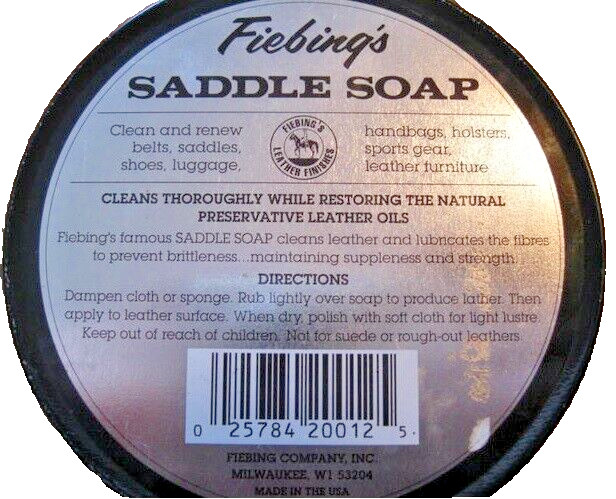 Fiebing's
SADDLE SOAP
Clean and renew
belts, saddles,
shoes, luggage,
FIEBING'S
LEATHER FINISHES
handbags, holsters,
sports gear,
leather furniture
CLEANS THOROUGHLY WHILE RESTORING THE NATURAL
PRESERVATIVE LEATHER OILS
Fiebing's famous SADDLE SOAP cleans leather and lubricates the fibres
to prevent brittleness...maintaining suppleness and strength.
DIRECTIONS
Dampen cloth or sponge. Rub lightly over soap to produce lather. Then
apply to leather surface. When dry, polish with soft cloth for light lustre.
Keep out of reach of children. Not for suede or rough-out leathers.
0 25784 20012 5
FIEBING COMPANY, INC.
MILWAUKEE, WI 53204
MADE IN THE USA